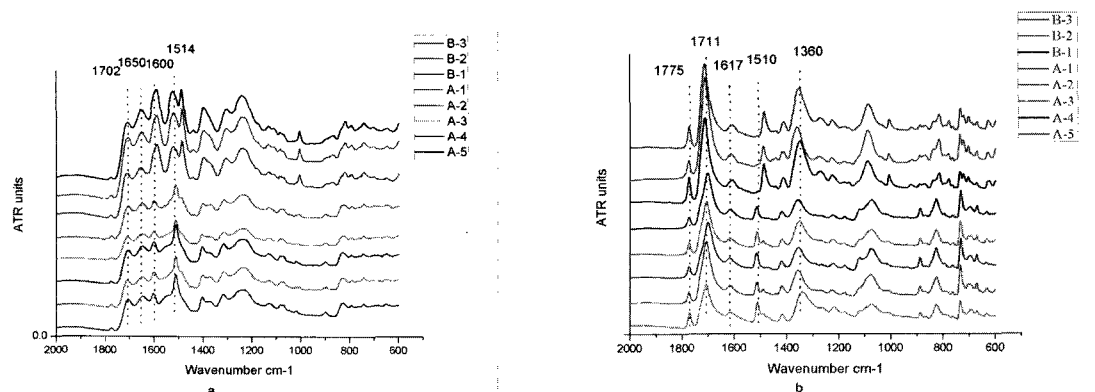 1514
1650
1600
1702
B-3
B-2
B-1
A-1
A-2
A-3
A-4
A-5
ATR units
0.0
2000 1600 1400 1200 1000 800 600
Wavenumber cm-1
a
1711
1775
1617
1510
1360
B-3
B-2
B-1
A-1
A-2
A-3
A-4
A-5
ATR units
2000 1800 1600 1400 1200 1000 800 600
Wavenumber cm-1
b